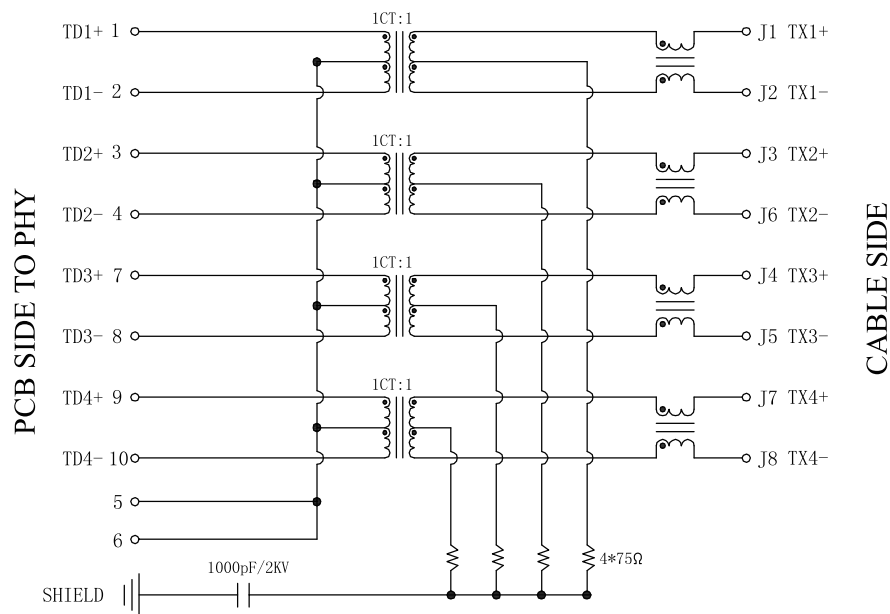 1CT:1
TD1+ 1
J1 TX1+
TD1- 2
J2 TX1-
1CT:1
TD2+ 3
J3 TX2+
TD2- 4
J6 TX2-
PCB SIDE TO PHY
CABLE SIDE
1CT:1
TD3+ 7
J4 TX3+
TD3- 8
J5 TX3-
1CT:1
TD4+ 9
J7 TX4+
TD4- 10
J8 TX4-
5
6
4*75Ω
1000pF/2KV
SHIELD